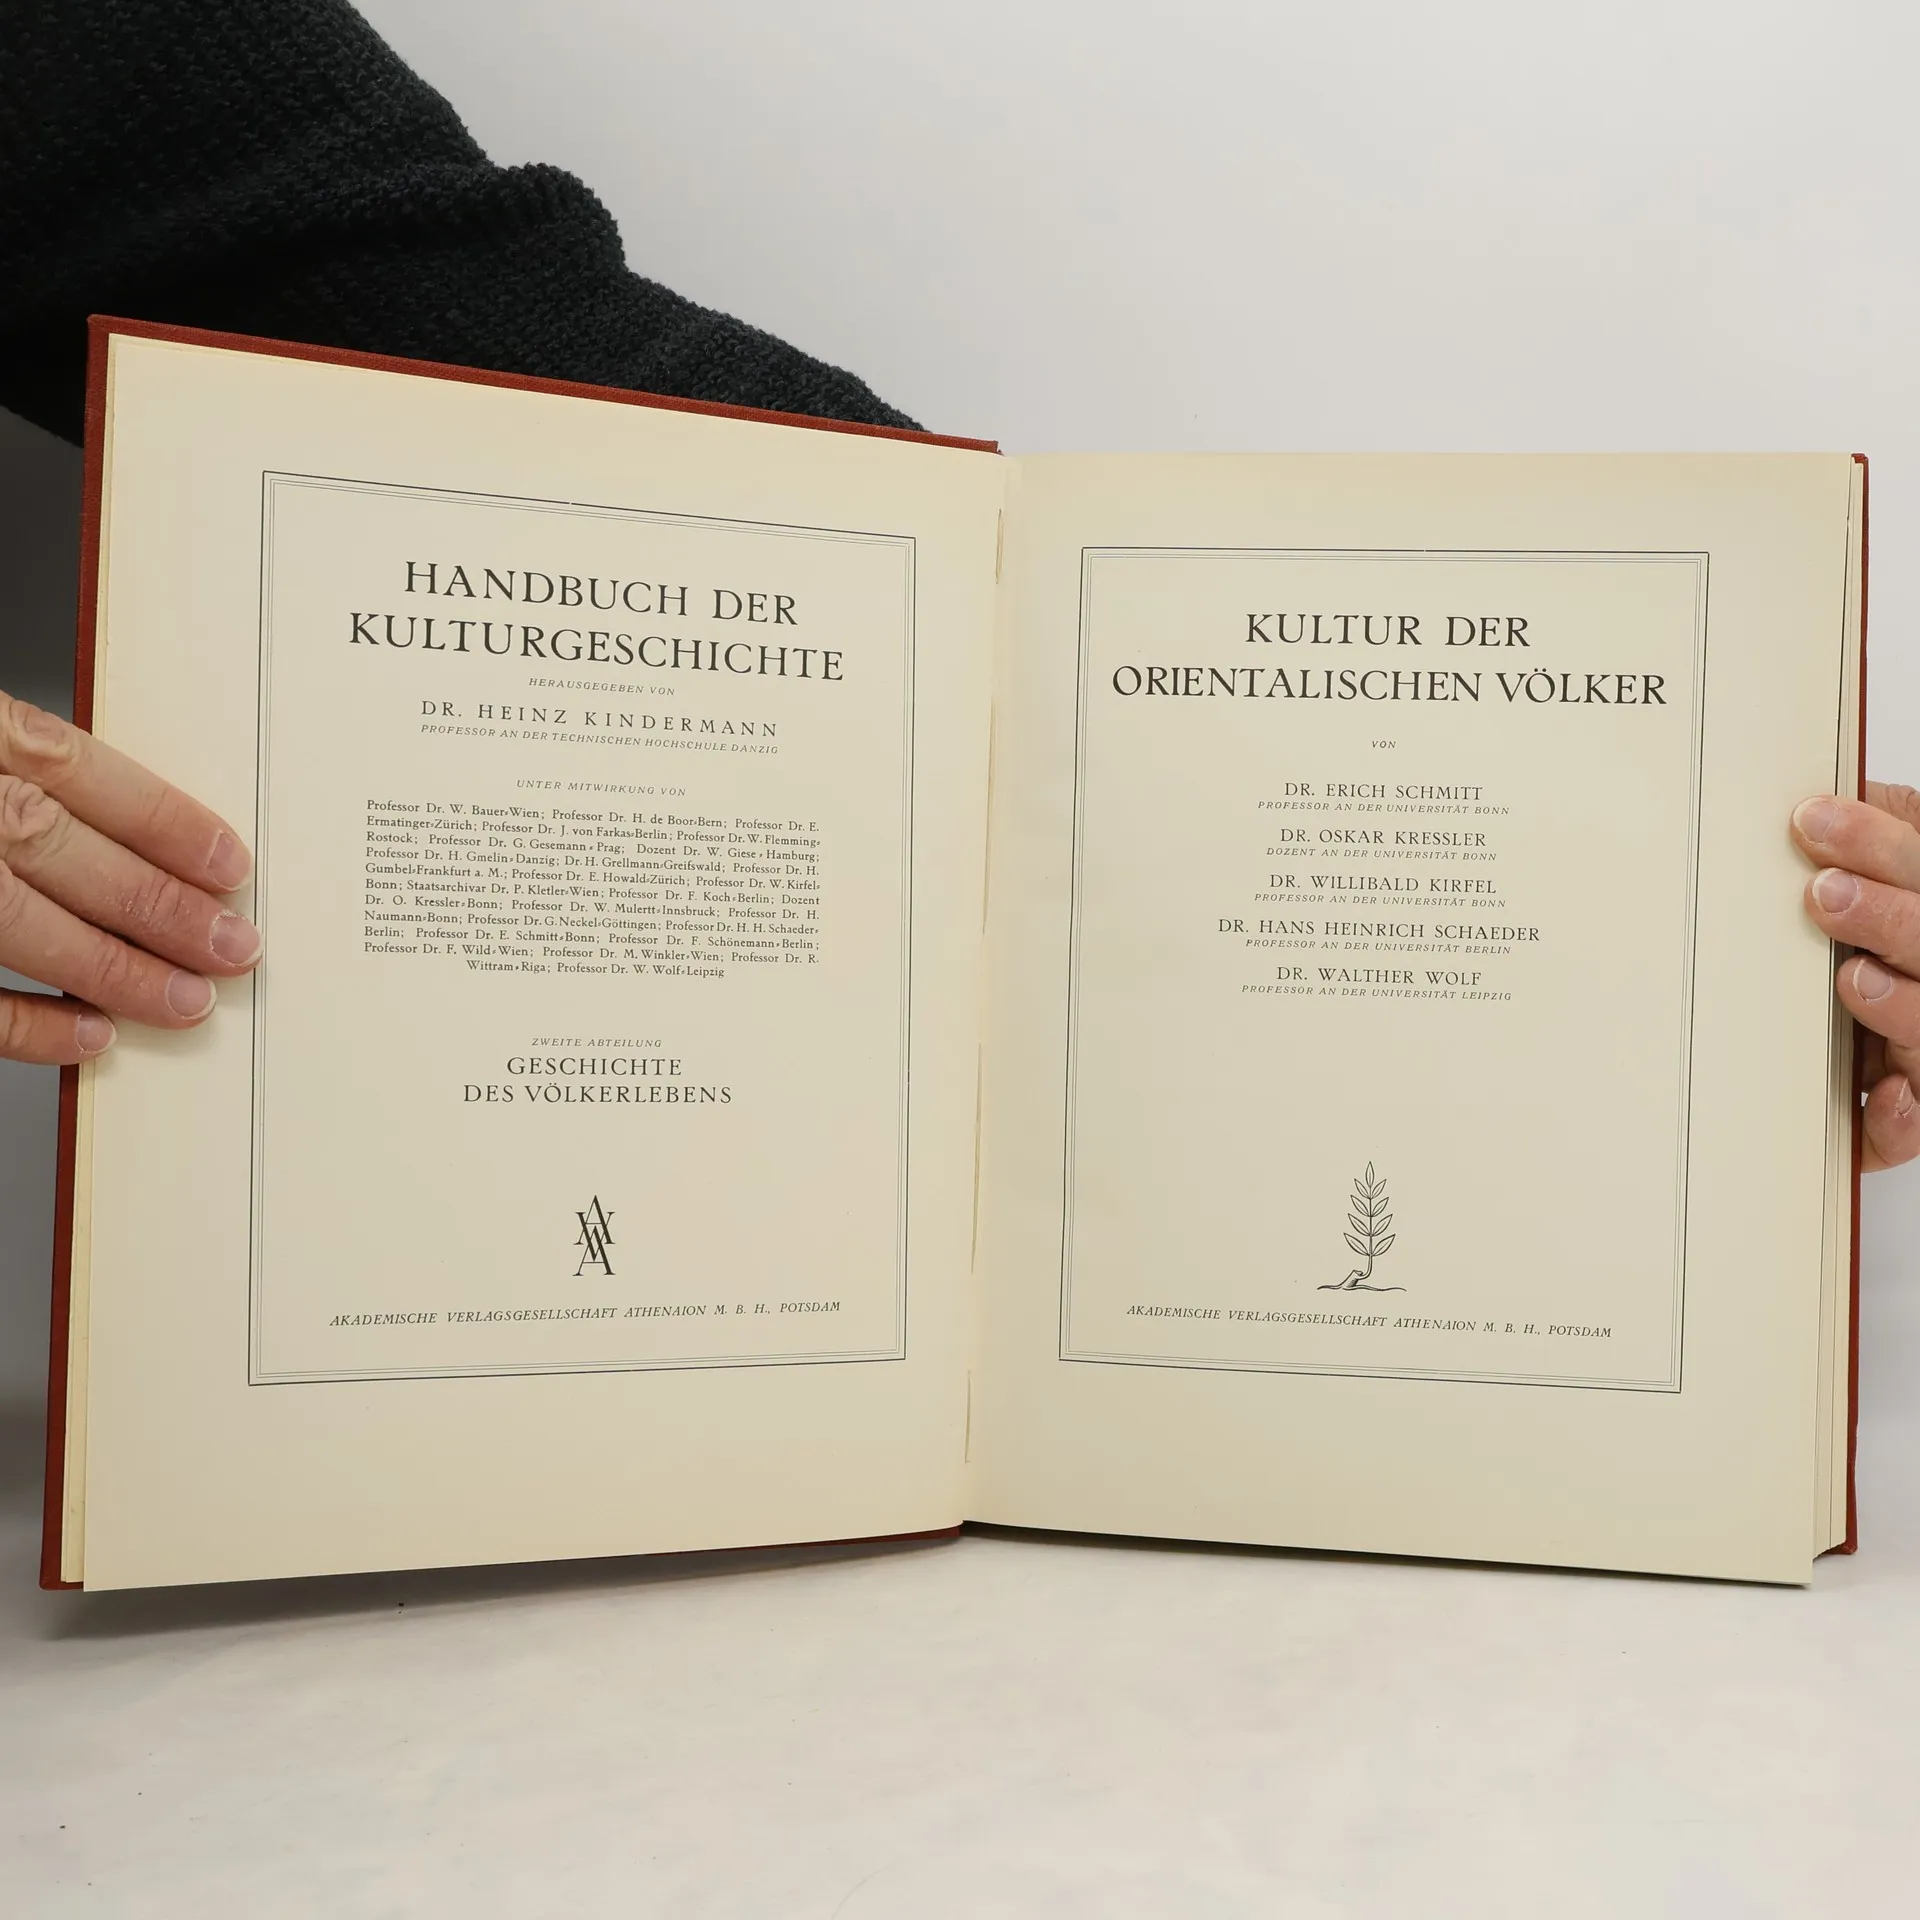 HANDBUCH DER
KULTURGESCHICHTE
HERAUSGEGEBEN VON
DR. HEINZ KINDERMANN
PROFESSOR AN DER TECHNISCHEN HOCHSCHULE DANZIG
UNTER MITWIRKUNG VON
Professor Dr. W. Bauer-Wien; Professor Dr. H. de Boor-Bern; Professor Dr. E.
Ermatinger-Zürich; Professor Dr. J. von Farkas-Berlin; Professor Dr. W. Flemming-
Rostock; Professor Dr. G. Gesemann-Prag; Dozent Dr. W. Giese-Hamburg;
Professor Dr. H. Gmelin-Danzig; Dr. H. Grellmann-Greifswald; Professor Dr. H.
Gumbel-Frankfurt a. M.; Professor Dr. E. Howald-Zürich; Professor Dr. W. Kirfel-
Bonn; Staatsarchivar Dr. P. Kletler-Wien; Professor Dr. F. Koch-Berlin; Dozent
Dr. O. Kressler-Bonn; Professor Dr. W. Mulertt-Innsbruck; Professor Dr. H.
Naumann-Bonn; Professor Dr. G. Neckel-Göttingen; Professor Dr. H. H. Schaeder-
Berlin; Professor Dr. E. Schmitt-Bonn; Professor Dr. F. Schönemann-Berlin;
Professor Dr. F. Wild-Wien; Professor Dr. M. Winkler-Wien; Professor Dr. R.
Wittram-Riga; Professor Dr. W. Wolf-Leipzig
ZWEITE ABTEILUNG
GESCHICHTE
DES VÖLKERLEBENS
AKADEMISCHE VERLAGSGESELLSCHAFT ATHENAION M. B. H., POTSDAM
KULTUR DER
ORIENTALISCHEN VÖLKER
VON
DR. ERICH SCHMITT
PROFESSOR AN DER UNIVERSITÄT BONN
DR. OSKAR KRESSLER
DOZENT AN DER UNIVERSITÄT BONN
DR. WILLIBALD KIRFEL
PROFESSOR AN DER UNIVERSITÄT BONN
DR. HANS HEINRICH SCHAEDER
PROFESSOR AN DER UNIVERSITÄT BERLIN
DR. WALTHER WOLF
PROFESSOR AN DER UNIVERSITÄT LEIPZIG
AKADEMISCHE VERLAGSGESELLSCHAFT ATHENAION M. B. H., POTSDAM